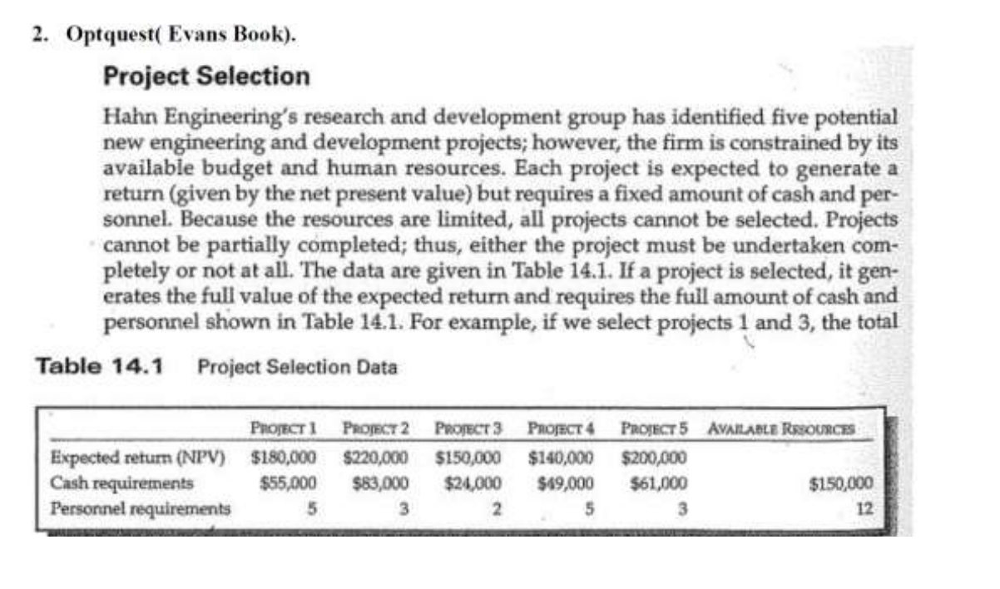 2. Optquest( Evans Book).
Project Selection
Hahn Engineering's research and development group has identified five potential
new engineering and development projects; however, the firm is constrained by its
available budget and human resources. Each project is expected to generate a
return (given by the net present value) but requires a fixed amount of cash and per-
sonnel. Because the resources are limited, all projects cannot be selected. Projects
cannot be partially completed; thus, either the project must be undertaken com-
pletely or not at all. The data are given in Table 14.1. If a project is selected, it gen-
erates the full value of the expected return and requires the full amount of cash and
personnel shown in Table 14.1. For example, if we select projects 1 and 3, the total
Table 14.1 Project Selection Data
PROJECT 1 PROJECT 2 PROJECT 3 PROJECT 4 PROJECT 5 AVAILABLE RESOURCES
Expected return (NPV) $180,000 $220,000 $150,000 $140,000 $200,000
Cash requirements $55,000 $83,000 $24,000 $49,000 $61,000 $150,000
Personnel requirements 5 3 2 5 3 12